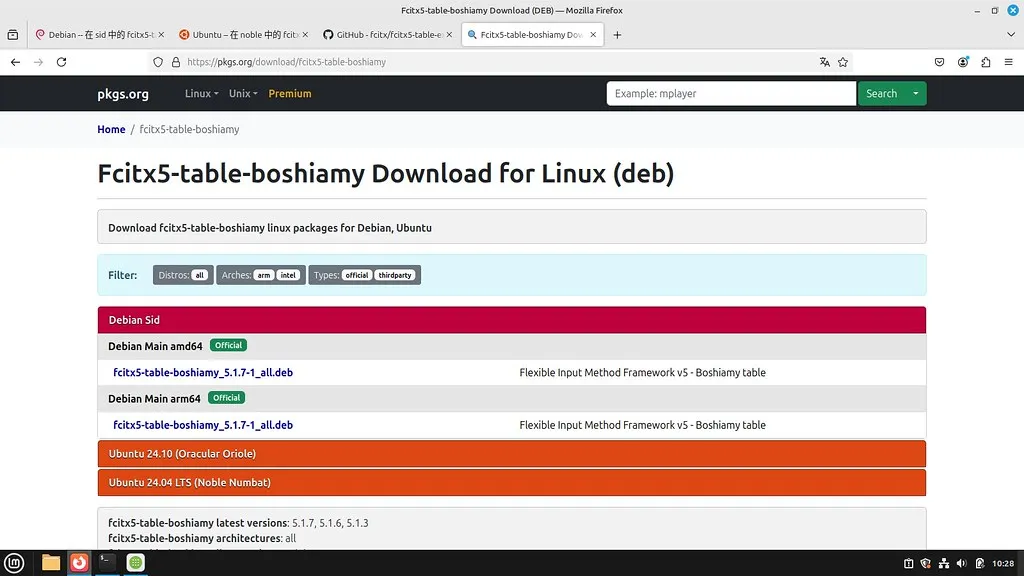 Fcitx5-table-boshiamy Download (DEB) — Mozilla Firefox
Debian -- 在 sid 中的 fcitx5-t
Ubuntu – 在 noble 中的 fcitx
GitHub - fcitx/fcitx5-table-e
Fcitx5-table-boshiamy Dow
https://pkgs.org/download/fcitx5-table-boshiamy
pkgs.org Linux Unix Premium Example: mplayer Search
Home / fcitx5-table-boshiamy
Fcitx5-table-boshiamy Download for Linux (deb)
Download fcitx5-table-boshiamy linux packages for Debian, Ubuntu
Filter: Distros: all Arches: arm intel Types: official thirdparty
Debian Sid
Debian Main amd64 Official
fcitx5-table-boshiamy_5.1.7-1_all.deb Flexible Input Method Framework v5 - Boshiamy table
Debian Main arm64 Official
fcitx5-table-boshiamy_5.1.7-1_all.deb Flexible Input Method Framework v5 - Boshiamy table
Ubuntu 24.10 (Oracular Oriole)
Ubuntu 24.04 LTS (Noble Numbat)
fcitx5-table-boshiamy latest versions: 5.1.7, 5.1.6, 5.1.3
fcitx5-table-boshiamy architectures: all
10:28